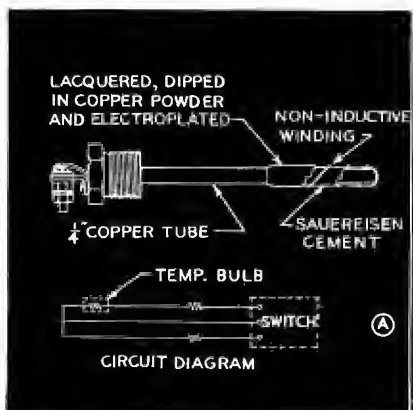 LACQUERED, DIPPED
IN COPPER POWDER
AND ELECTROPLATED
NON-INDUCTIVE
WINDING
1/4" COPPER TUBE
SAUEREISEN
CEMENT
TEMP. BULB
SWITCH
A
CIRCUIT DIAGRAM